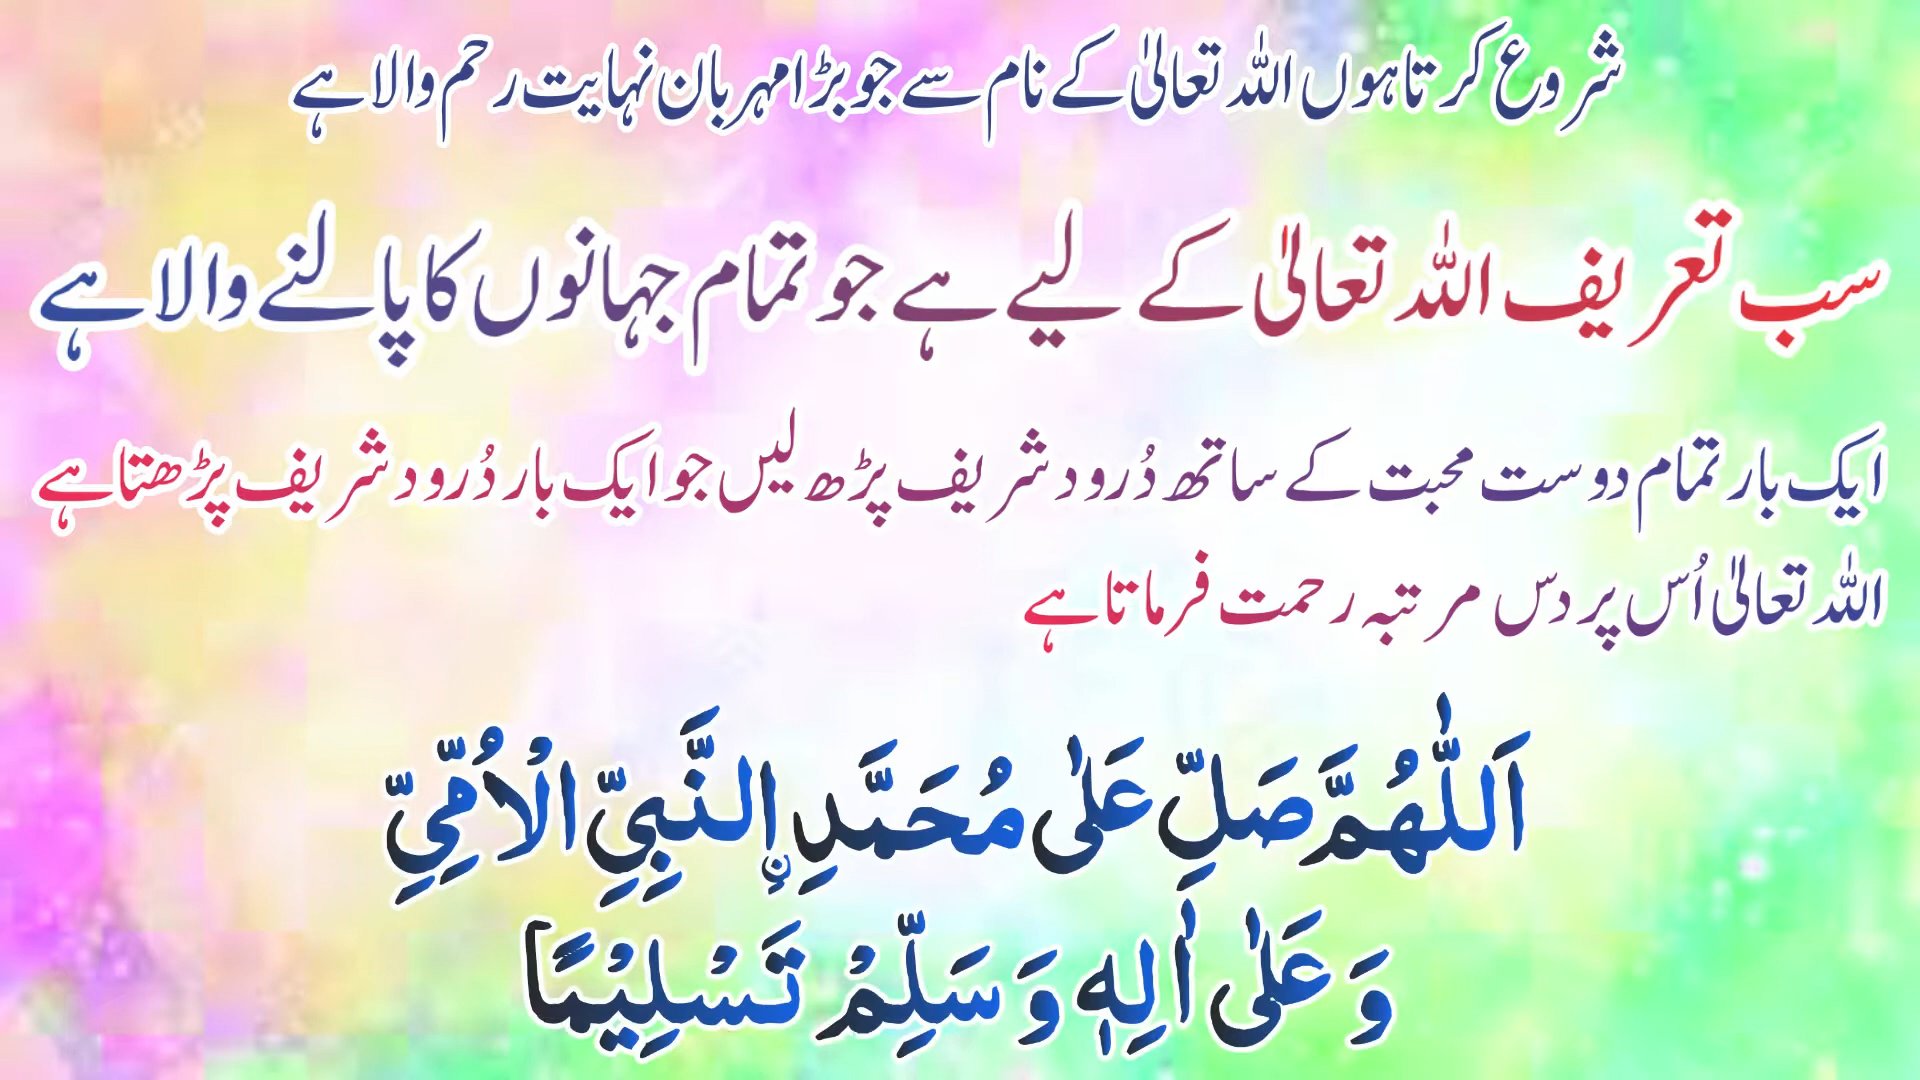 شروع کرتا ہوں اللہ تعالیٰ کے نام سے جو بڑا مہربان نہایت رحم والا ہے
سب تعریف اللہ تعالیٰ کے لیے ہے جو تمام جہانوں کا پالنے والا ہے
ایک بار تمام دوست محبت کے ساتھ دُرود شریف پڑھ لیں جو ایک بار دُرود شریف پڑھتا ہے
اللہ تعالیٰ اُس پر دس مرتبہ رحمت فرماتا ہے
اَللّٰھُمَّ صَلِّ عَلٰی مُحَمَّدِ اۣلنَّبِیِّ الْاُمِّیِّ
وَعَلٰی اٰلِہٖ وَسَلِّمْ تَسْلِیْمًا